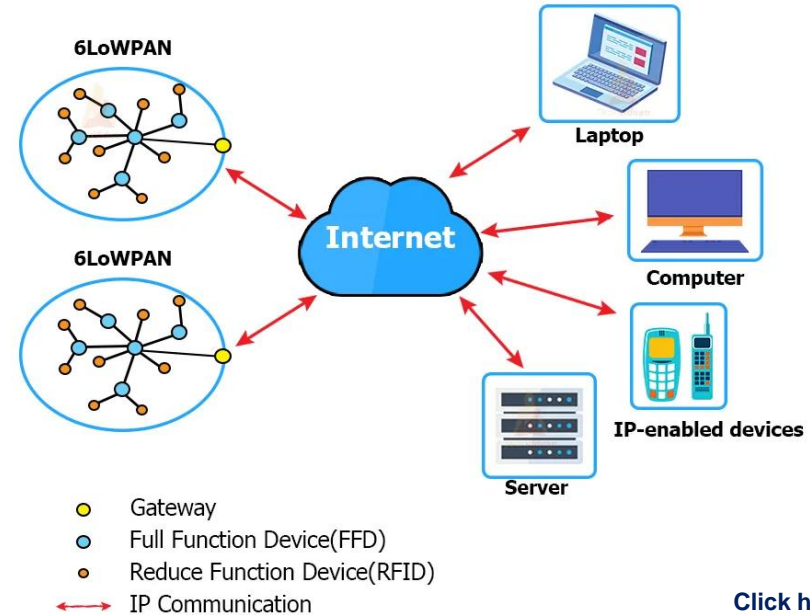 6LoWPAN
Laptop
Internet
Computer
6LoWPAN
IP-enabled devices
Server
Gateway
Full Function Device(FFD)
Reduce Function Device(RFID)
IP Communication
Click h